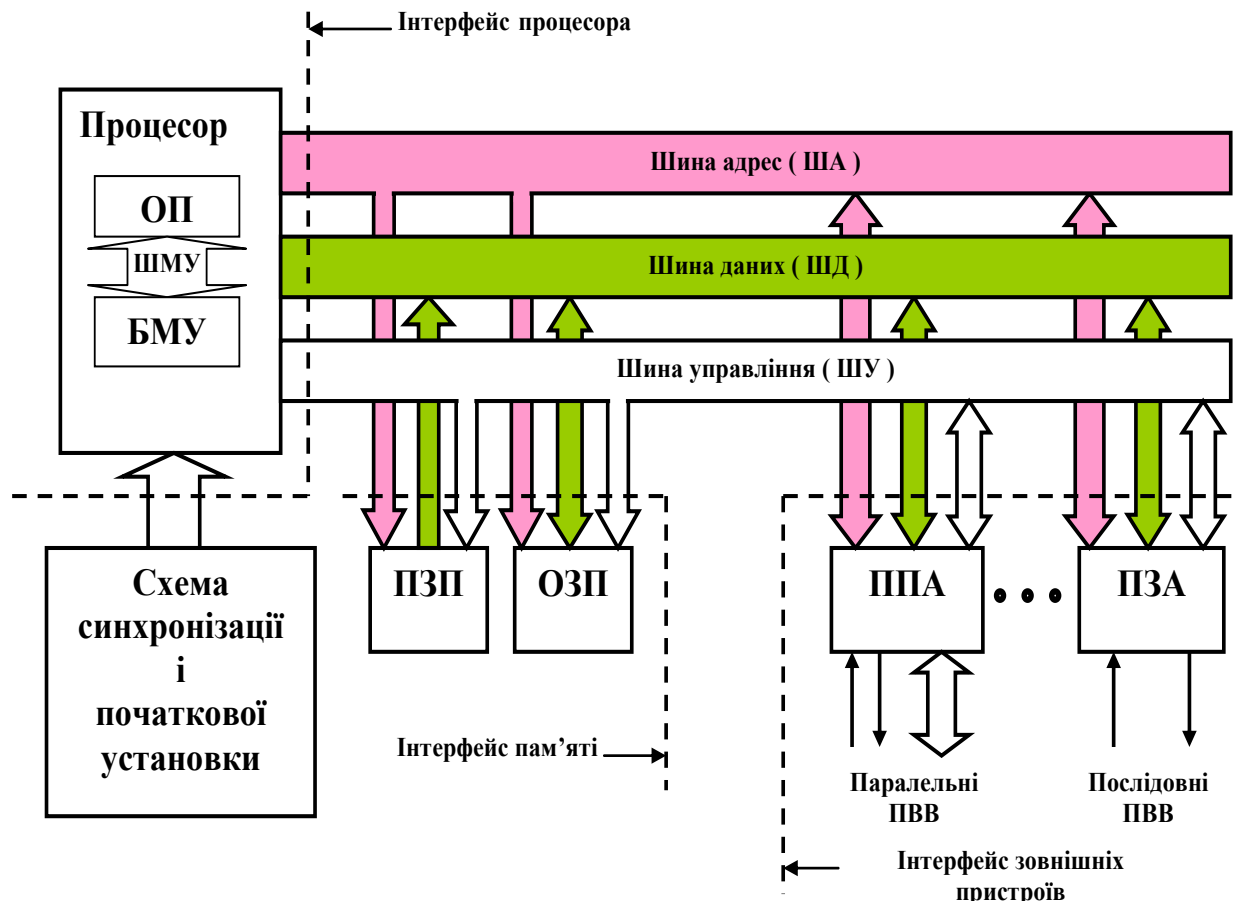 Інтерфейс процесора
Процесор
Шина адрес ( ША )
ОП
ШМУ
Шина даних ( ШД )
БМУ
Шина управління ( ШУ )
Схема
синхронізації
і
початкової
установки
ПЗП
ОЗП
ППА
ПЗА
Інтерфейс пам’яті
Паралельні
ПВВ
Послідовні
ПВВ
Інтерфейс зовнішніх
пристроїв